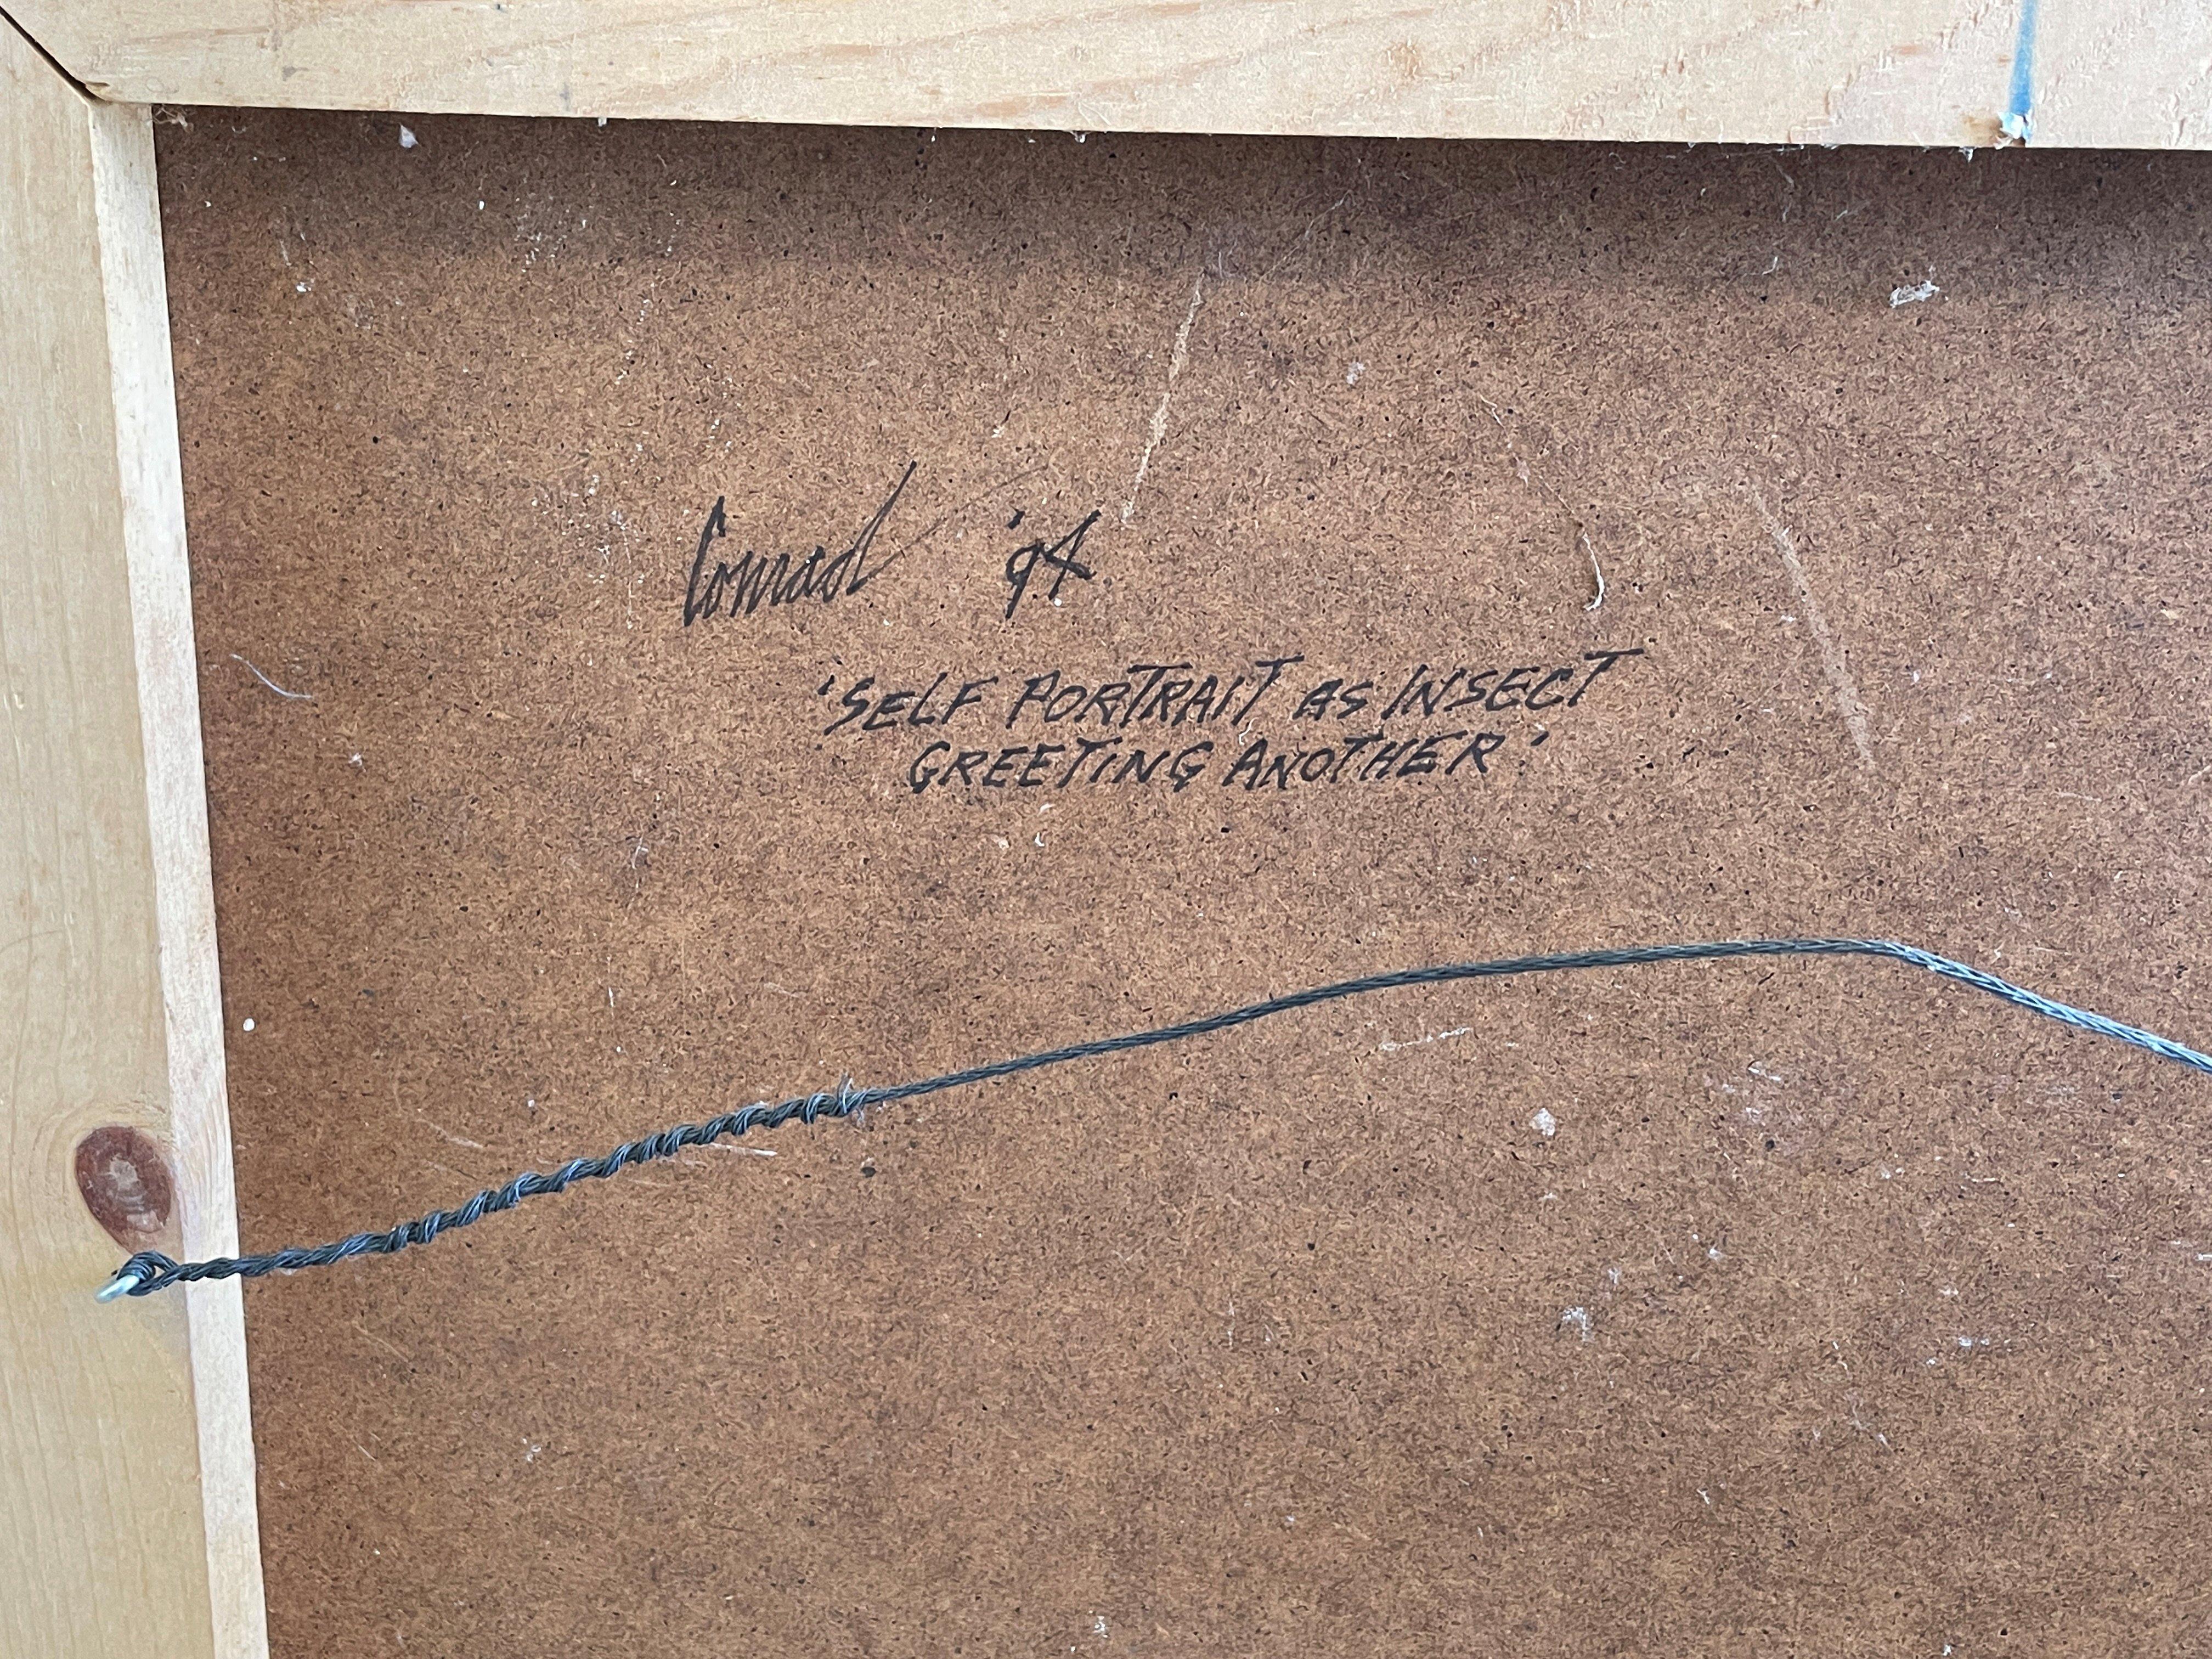 Conrad '94
'SELF PORTRAIT AS INSECT
GREETING ANOTHER'